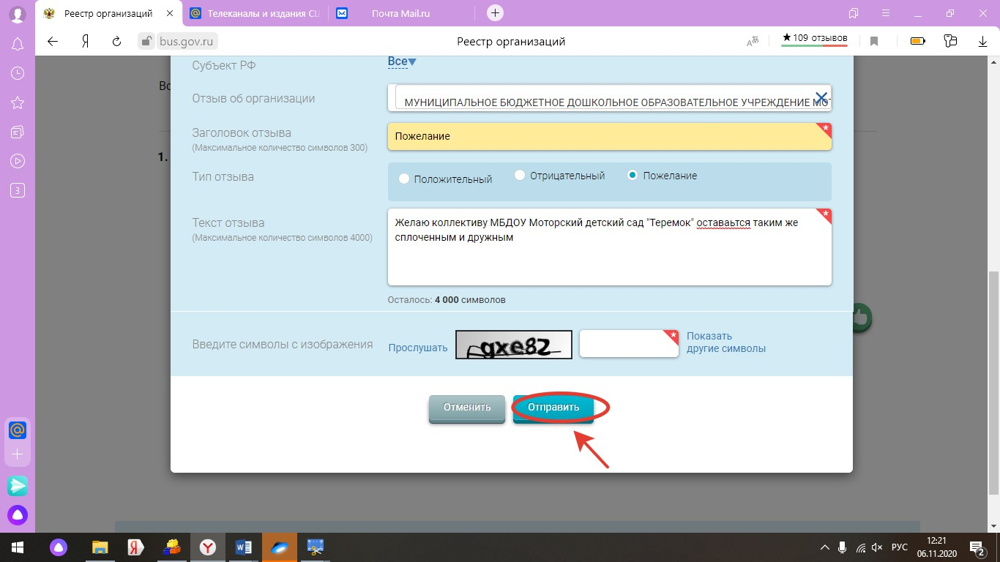 Реестр организаций
Телеканалы и издания СЦ
Почта Mail.ru
bus.gov.ru
Реестр организаций
★ 109 отзывов
Субъект РФ
Все
Отзыв об организации
МУНИЦИПАЛЬНОЕ БЮДЖЕТНОЕ ДОШКОЛЬНОЕ ОБРАЗОВАТЕЛЬНОЕ УЧРЕЖДЕНИЕ МОТ
Заголовок отзыва
(Максимальное количество символов 300)
Пожелание
Тип отзыва
Положительный
Отрицательный
Пожелание
1.
Текст отзыва
(Максимальное количество символов 4000)
Желаю коллективу МБДОУ Моторский детский сад "Теремок" оставаьтся таким же
сплоченным и дружным
Осталось: 4 000 символов
Введите символы с изображения
Прослушать
gxe82
Показать
другие символы
Отменить
Отправить
3
РУС
12:21
06.11.2020
2